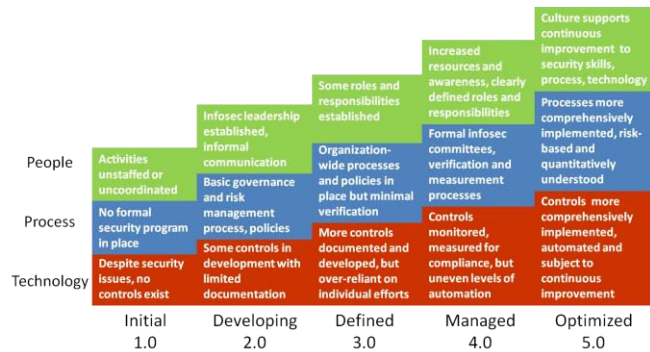 People
Process
Technology
Activities
unstaffed or
uncoordinated
No formal
security program
in place
Despite security
issues, no
controls exist
Initial
1.0
Infosec leadership
established,
informal
communication
Basic governance
and risk
management
process, policies
Some controls in
development with
limited
documentation
Developing
2.0
Some roles and
responsibilities
established
Organization-
wide processes
and policies in
place but minimal
verification
More controls
documented and
developed, but
over-reliant on
individual efforts
Defined
3.0
Increased
resources and
awareness, clearly
defined roles and
responsibilities
Formal infosec
committees,
verification and
measurement
processes
Controls
monitored,
measured for
compliance, but
uneven levels of
automation
Managed
4.0
Culture supports
continuous
improvement to
security skills,
process, technology
Processes more
comprehensively
implemented, risk-
based and
quantitatively
understood
Controls more
comprehensively
implemented,
automated and
subject to
continuous
improvement
Optimized
5.0